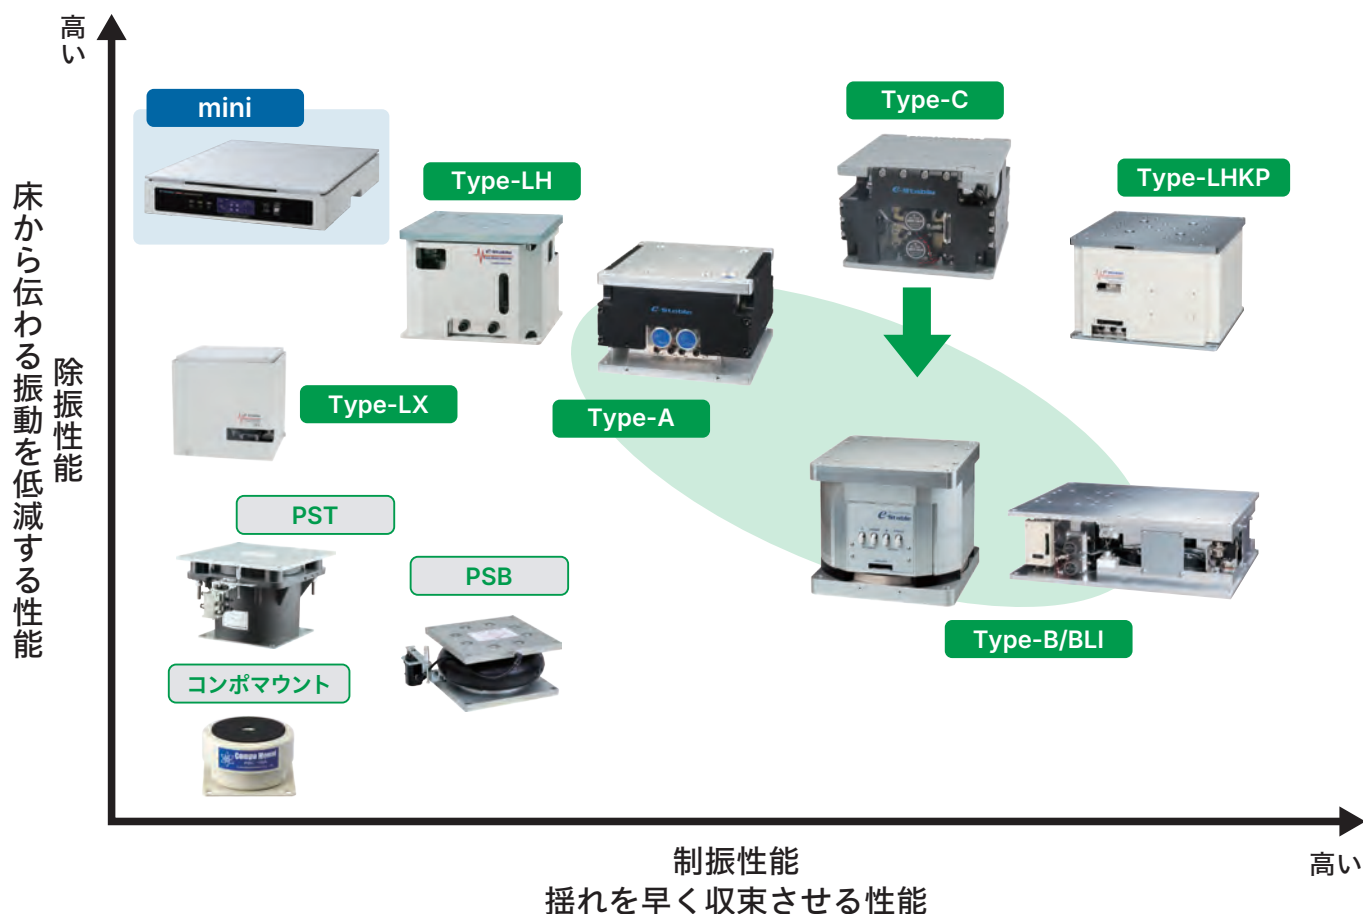 高い
mini
Type-C
Type-LH
Type-LHKP
床から伝わる振動を低減する性能
除振性能
Type-LX
Type-A
PST
PSB
Type-B/BLI
コンポマウント
Compo Mount
制振性能
高い
揺れを早く収束させる性能